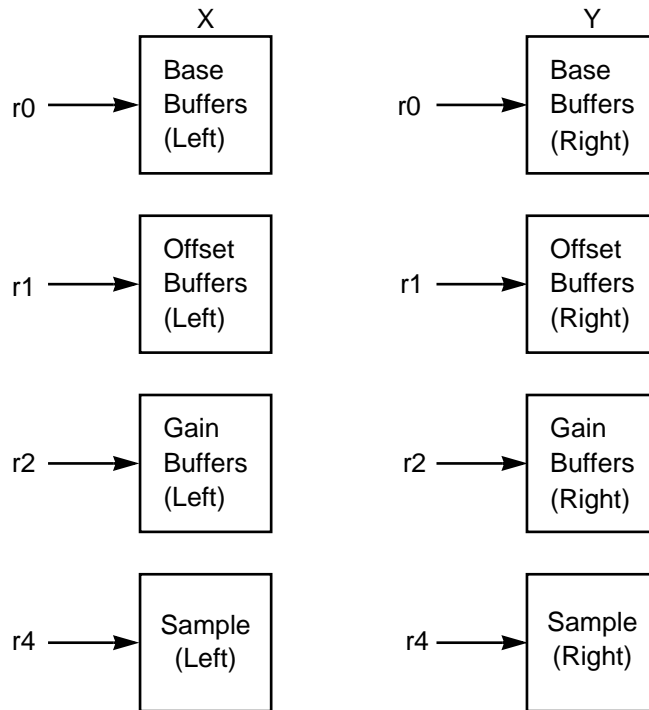 X
Y
r0
Base
Buffers
(Left)
r0
Base
Buffers
(Right)
r1
Offset
Buffers
(Left)
r1
Offset
Buffers
(Right)
r2
Gain
Buffers
(Left)
r2
Gain
Buffers
(Right)
r4
Sample
(Left)
r4
Sample
(Right)